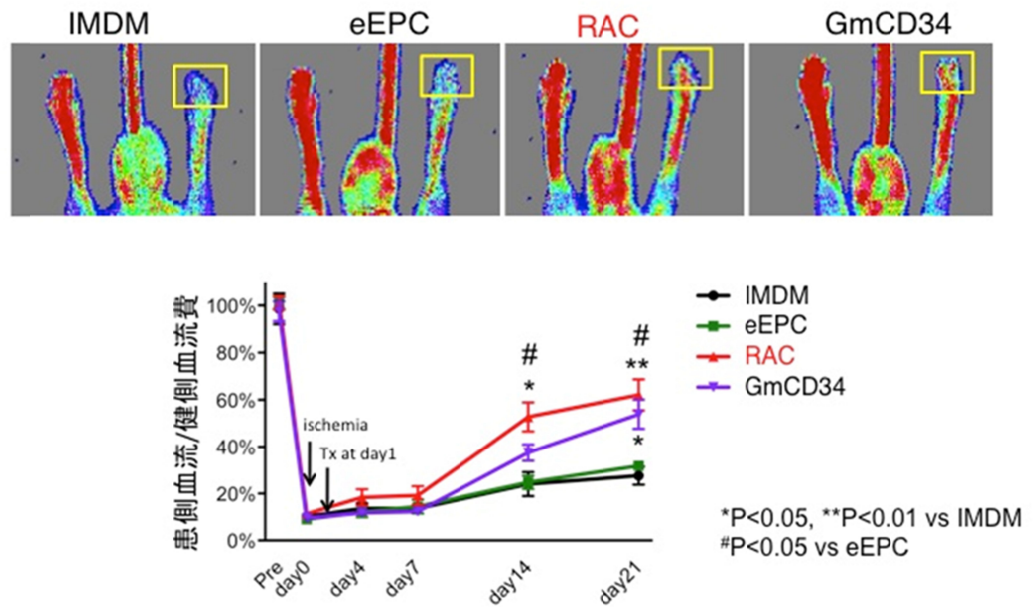 IMDM
eEPC
RAC
GmCD34
患側血流/健側血流費
100%
80%
60%
40%
20%
0%
ischemia
Tx at day1
#
*
#
**
*
Pre
day0
day4
day7
day14
day21
IMDM
eEPC
RAC
GmCD34
*P<0.05, **P<0.01 vs IMDM
#P<0.05 vs eEPC